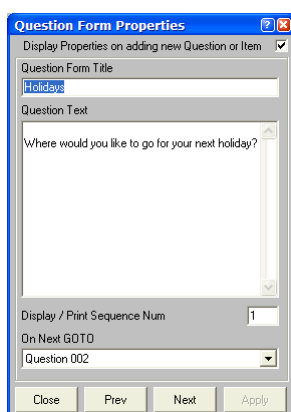 Question Form Properties
Display Properties on adding new Question or Item
Question Form Title
Holidays
Question Text
Where would you like to go for your next holiday?
Display / Print Sequence Num 1
On Next GOTO
Question 002
Close Prev Next Apply